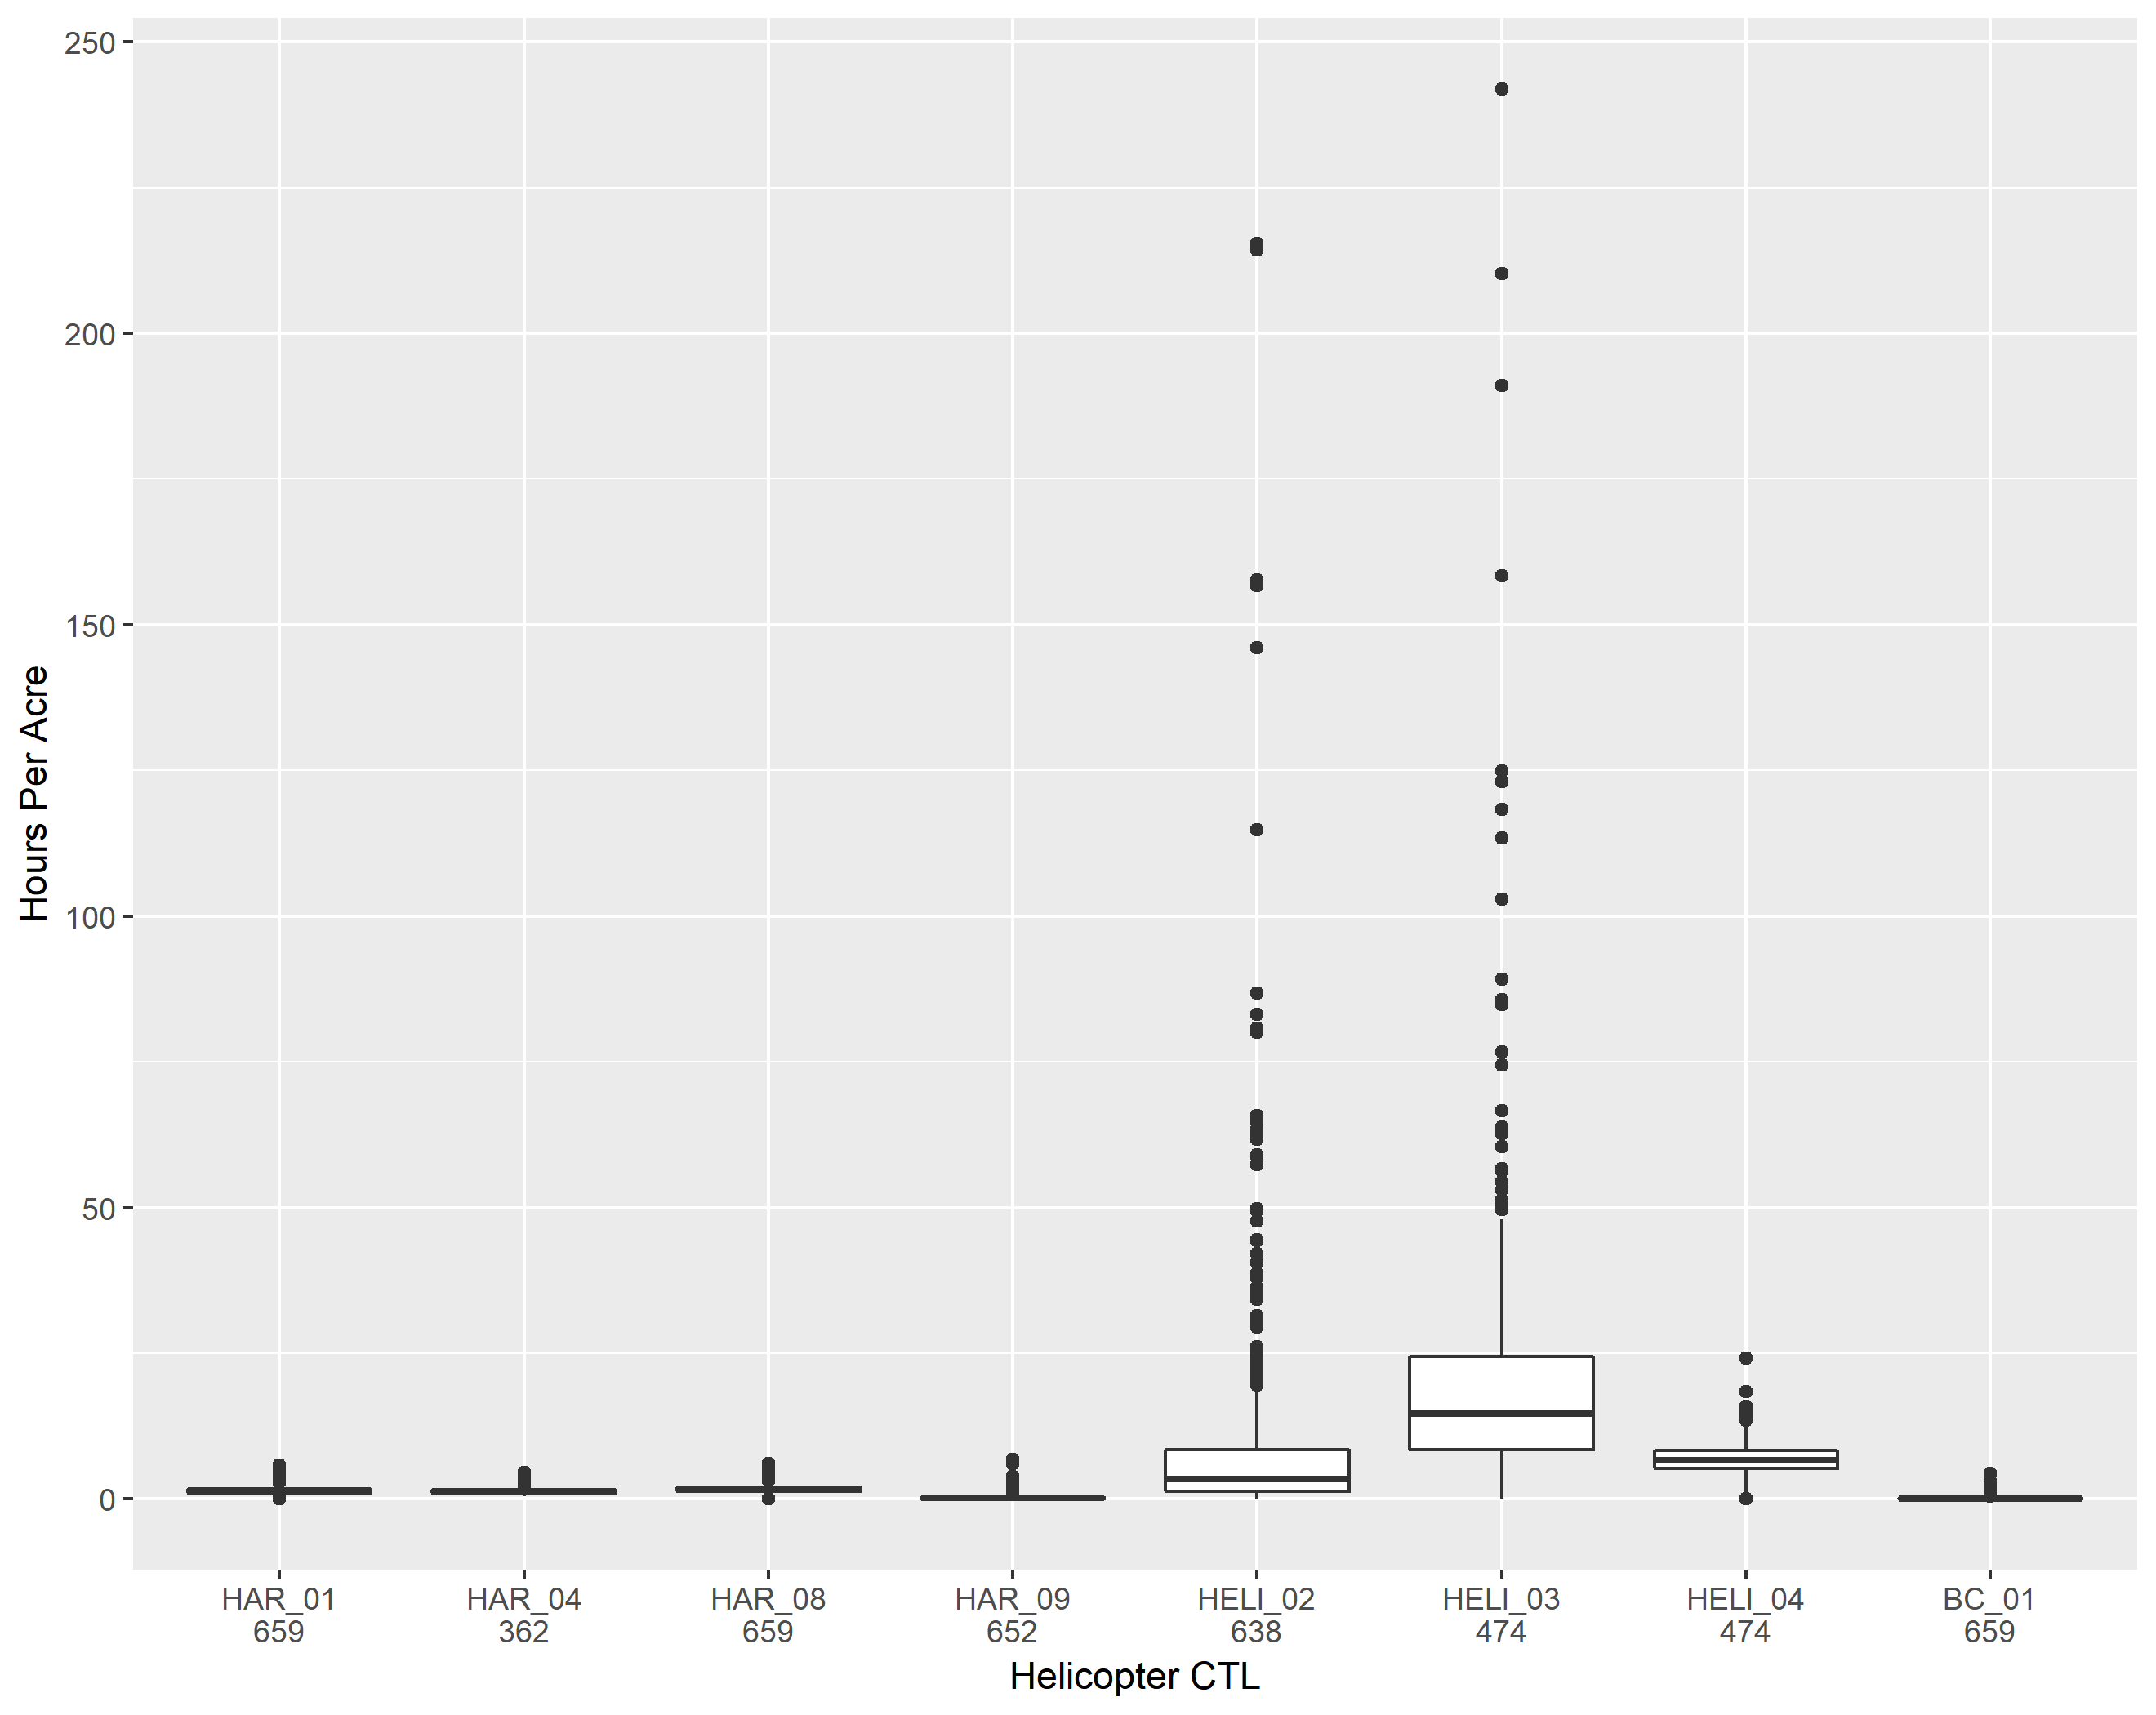 250
200
150
100
50
0
Hours Per Acre
HAR_01 HAR_04 HAR_08 HAR_09 HELI_02 HELI_03 HELI_04 BC_01
659 362 659 652 638 474 474 659
Helicopter CTL